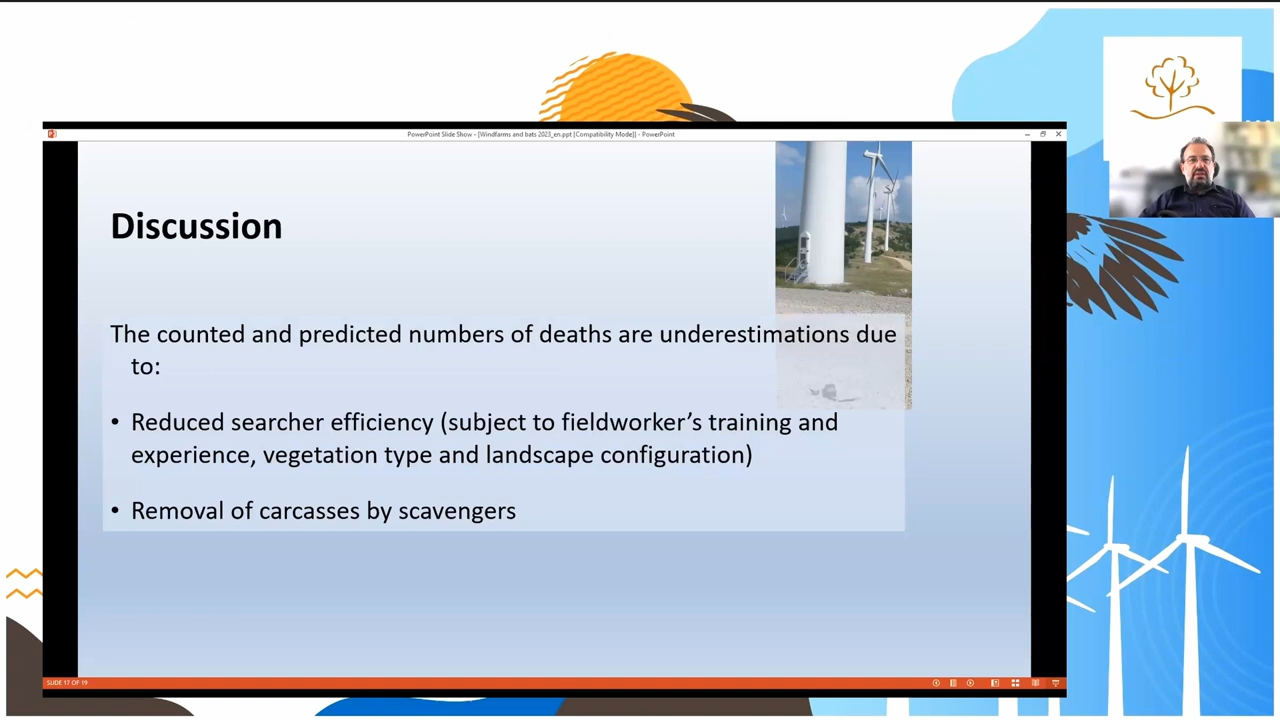 PowerPoint Slide Show - [Windfarms and bats 2023_en.ppt [Compatibility Mode]] - PowerPoint
Discussion
The counted and predicted numbers of deaths are underestimations due
to:
• Reduced searcher efficiency (subject to fieldworker’s training and
experience, vegetation type and landscape configuration)
• Removal of carcasses by scavengers
SLIDE 17 OF 19